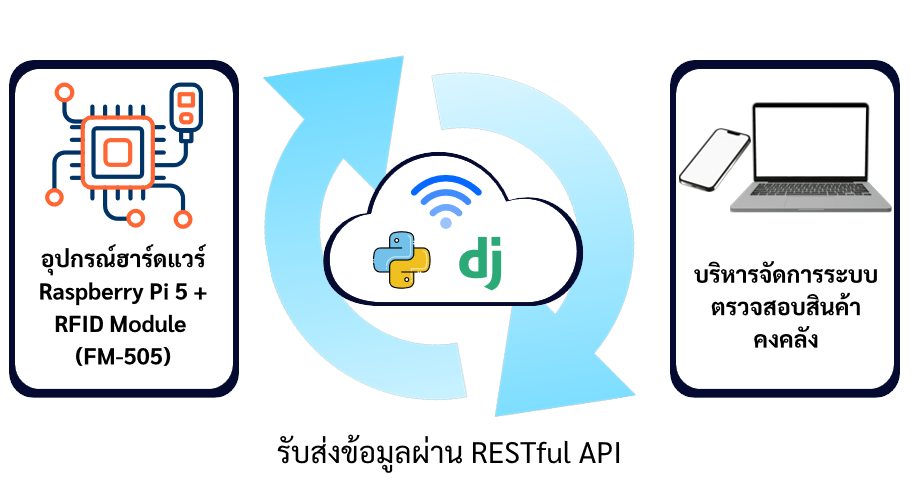 อุปกรณ์ฮาร์ดแวร์
Raspberry Pi 5 +
RFID Module
(FM-505)
dj
บริหารจัดการระบบ
ตรวจสอบสินค้า
คงคลัง
รับส่งข้อมูลผ่าน RESTful API